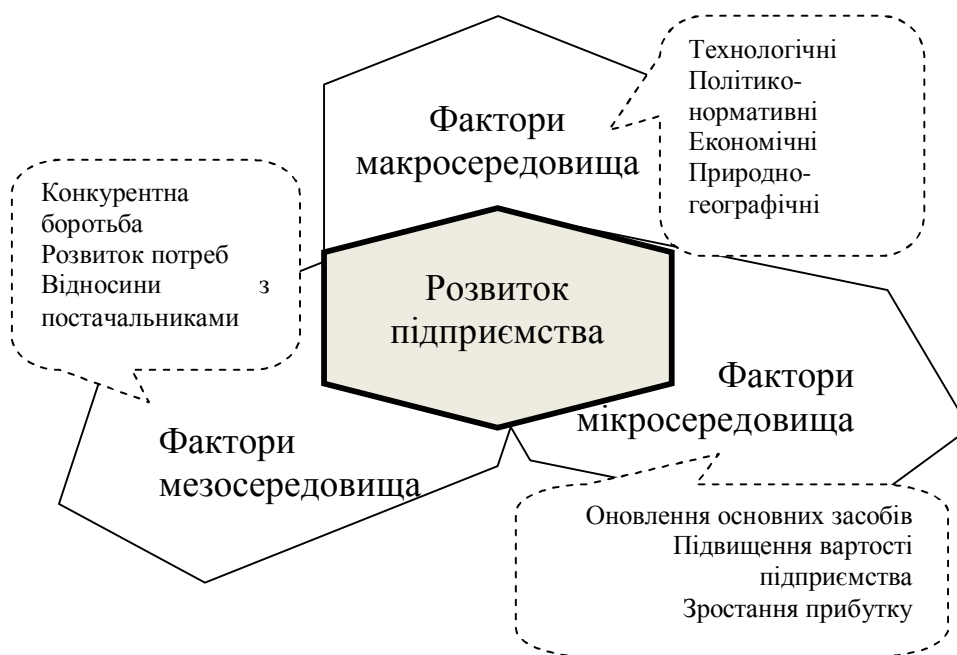 Технологічні
Політико-
нормативні
Економічні
Природно-
географічні
Фактори
макросередовища
Конкурентна
боротьба
Розвиток потреб
Відносини з
постачальниками
Розвиток
підприємства
Фактори
мікросередовища
Фактори
мезосередовища
Оновлення основних засобів
Підвищення вартості
підприємства
Зростання прибутку